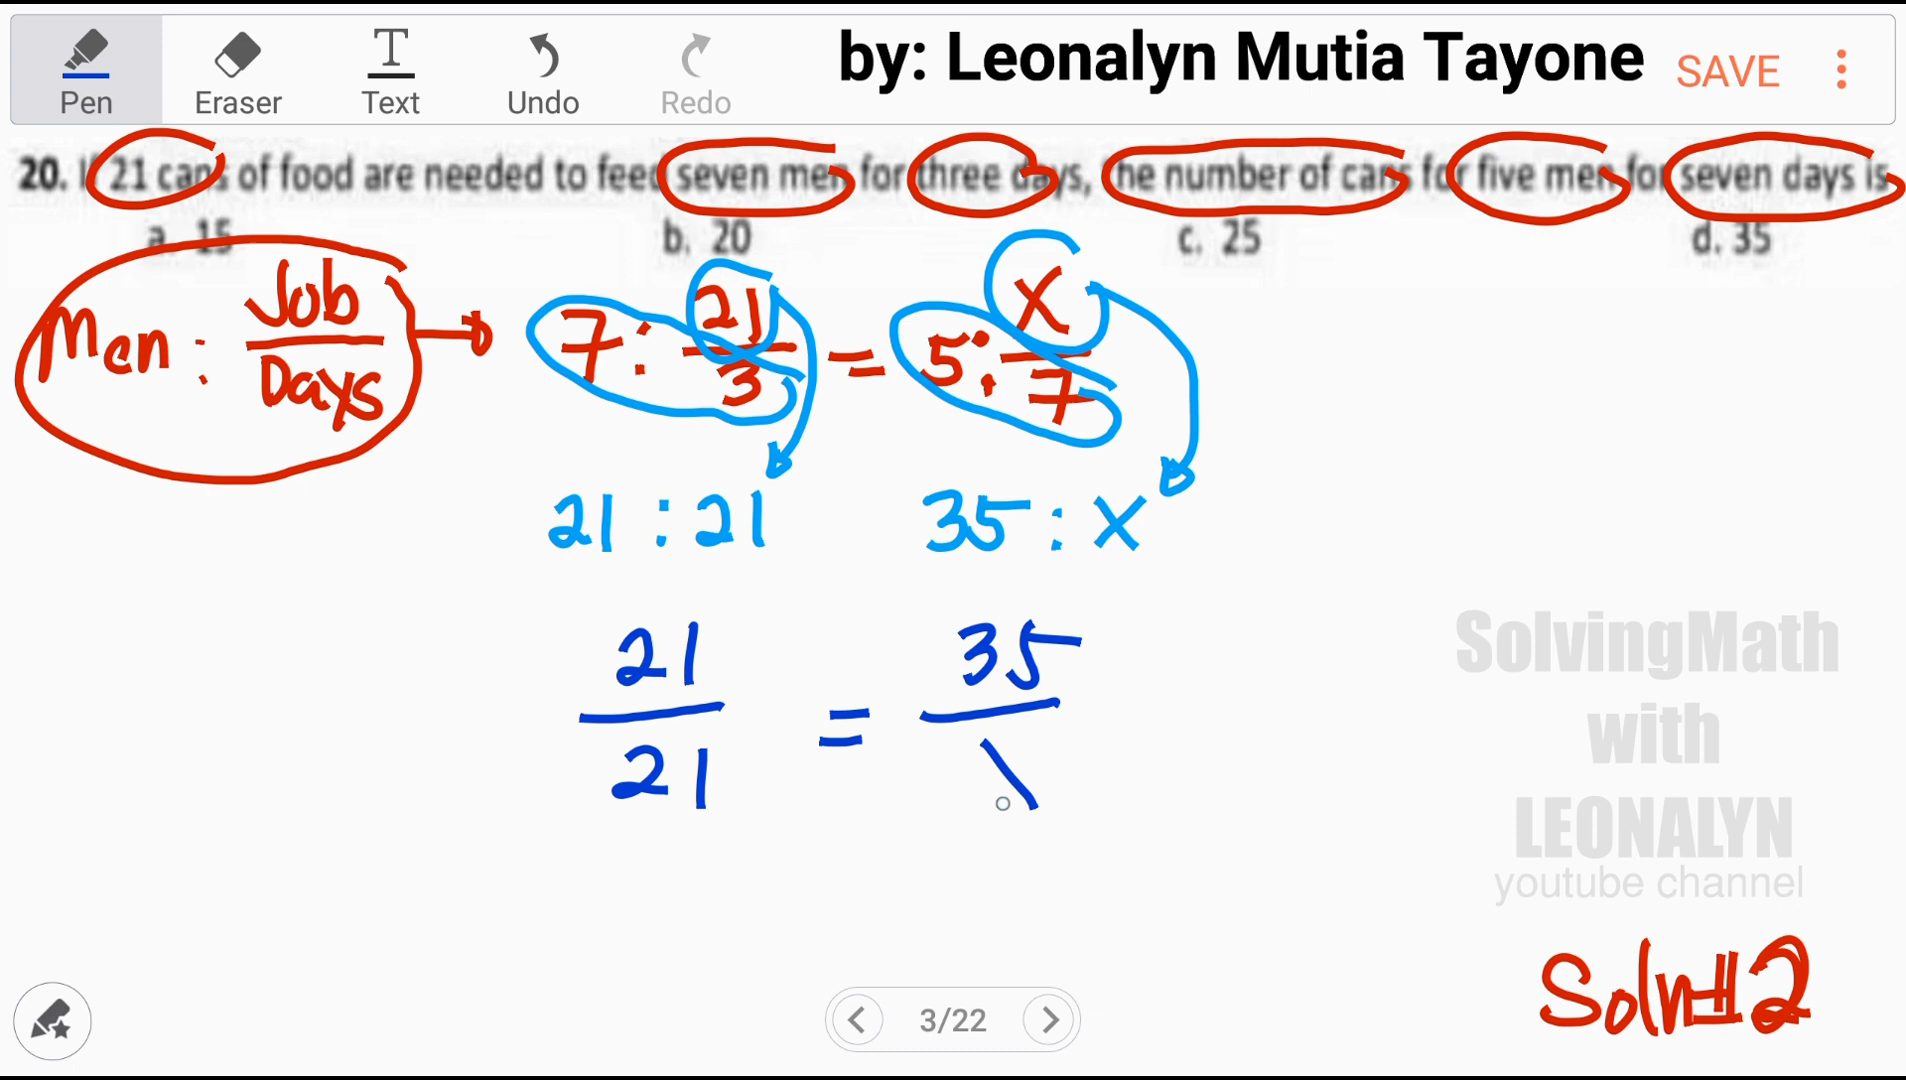 Pen Eraser Text Undo Redo by: Leonalyn Mutia Tayone SAVE
20. If 21 cans of food are needed to feed seven men for three days, the number of cans for five men for seven days is
a. 15 b. 20 c. 25 d. 35
Men : Job / Days 7 : 21 / 3 = 5 : x / 7
21 : 21 35 : x
21 / 21 = 35 / \
SolvingMath
with
LEONALYN
youtube channel
Soln#2
3/22